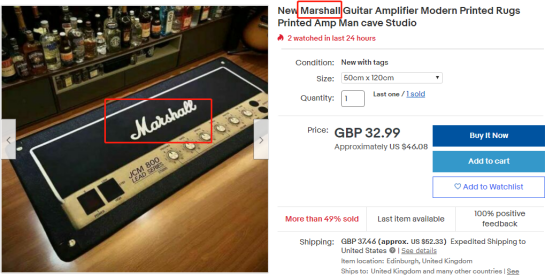 Marshall
JCM 800
LEAD SERIES
New Marshall Guitar Amplifier Modern Printed Rugs
Printed Amp Man cave Studio
2 watched in last 24 hours
Condition: New with tags
Size: 50cm x 120cm
Quantity: 1 Last one / 1 sold
Price: GBP 32.99
Approximately US $46.08
Buy It Now
Add to cart
Add to Watchlist
More than 49% sold
Last item available
100% positive
feedback
Shipping: GBP 37.46 (approx. US $52.33) Expedited Shipping to
United States | See details
Item location: Edinburgh, United Kingdom
Ships to: United Kingdom and many other countries | See